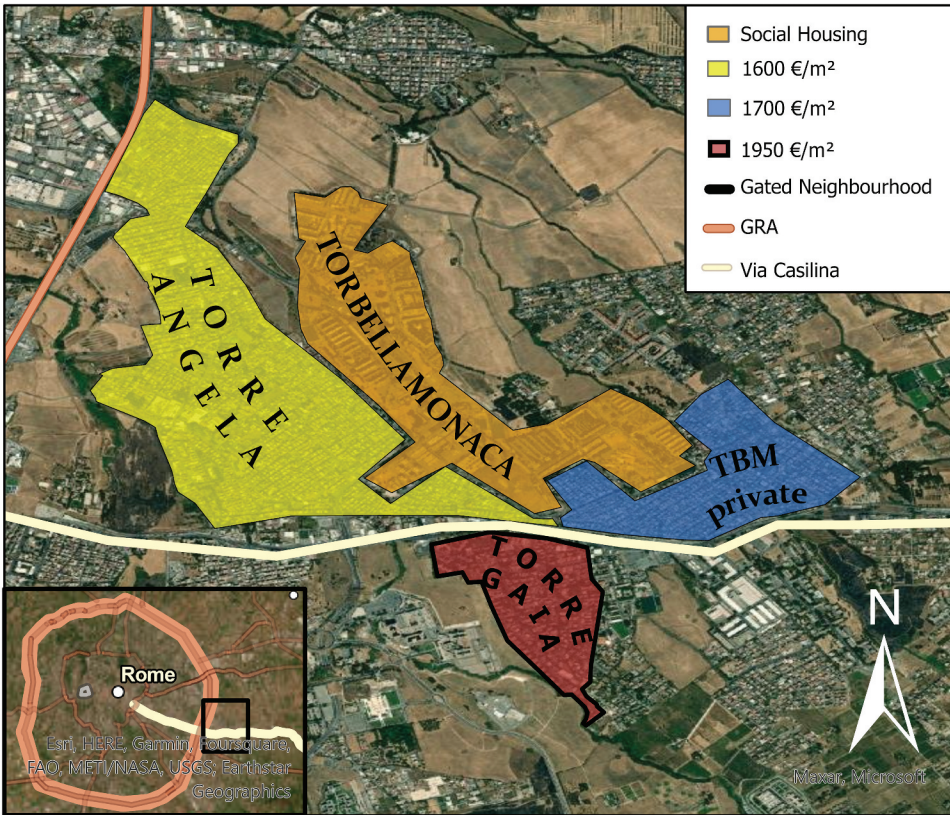 Social Housing
1600 €/m²
1700 €/m²
1950 €/m²
Gated Neighbourhood
GRA
Via Casilina
TORRE
ANGELA
TORBELLAMONACA
TBM
private
TORRE
GAIA
N
Rome
Esri, HERE, Garmin, Foursquare,
FAO, METI/NASA, USGS, Earthstar
Geographics
Maxar, Microsoft